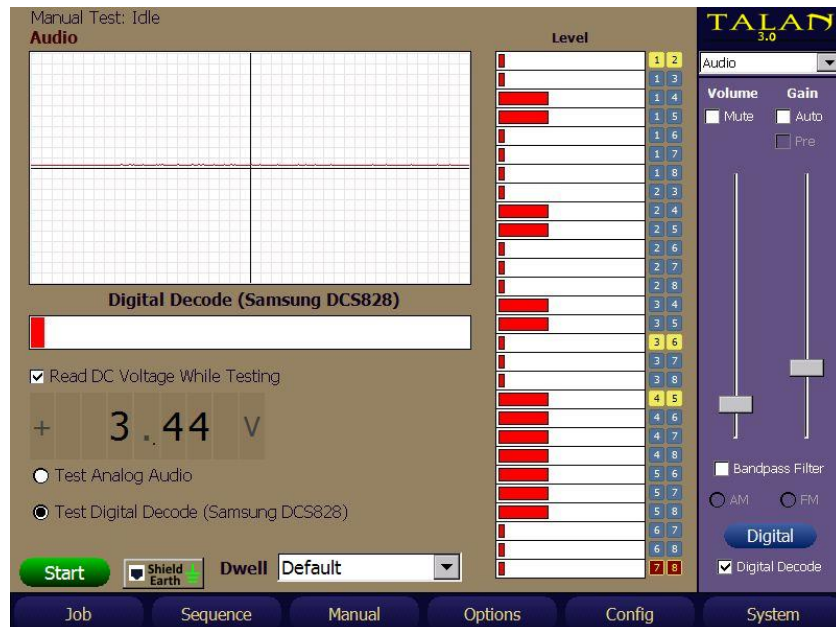 Manual Test: Idle
Audio
Level
TALAN
3.0
Audio
Volume Gain
Mute Auto
Pre
1 2
1 3
1 4
1 5
1 6
1 7
1 8
2 3
2 4
2 5
2 6
2 7
2 8
3 4
3 5
3 6
3 7
3 8
4 5
4 6
4 7
4 8
5 6
5 7
5 8
6 7
6 8
7 8
Digital Decode (Samsung DCS828)
Read DC Voltage While Testing
+ 3.44 V
Test Analog Audio
Test Digital Decode (Samsung DCS828)
Start
Shield
Earth
Dwell Default
Bandpass Filter
AM FM
Digital
Digital Decode
Job Sequence Manual Options Config System